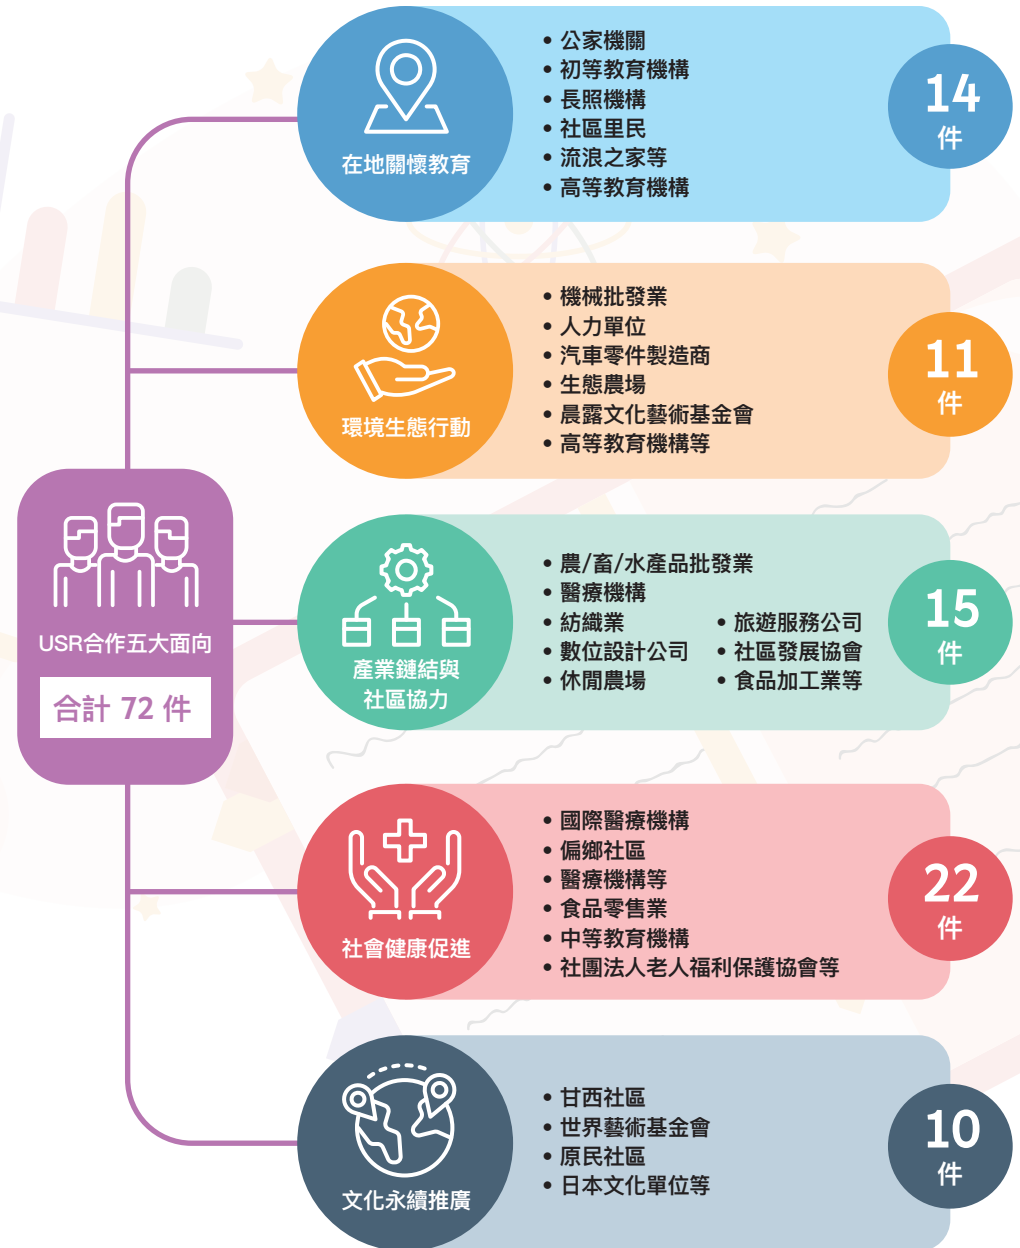 在地關懷教育
• 公家機關
• 初等教育機構
• 長照機構
• 社區里民
• 流浪之家等
• 高等教育機構
14
件
環境生態行動
• 機械批發業
• 人力單位
• 汽車零件製造商
• 生態農場
• 晨露文化藝術基金會
• 高等教育機構等
11
件
USR合作五大面向
合計 72 件
產業鏈結與
社區協力
• 農/畜/水產品批發業
• 醫療機構
• 紡織業
• 數位設計公司
• 休閒農場
• 旅遊服務公司
• 社區發展協會
• 食品加工業等
15
件
社會健康促進
• 國際醫療機構
• 偏鄉社區
• 醫療機構等
• 食品零售業
• 中等教育機構
• 社團法人老人福利保護協會等
22
件
文化永續推廣
• 甘西社區
• 世界藝術基金會
• 原民社區
• 日本文化單位等
10
件